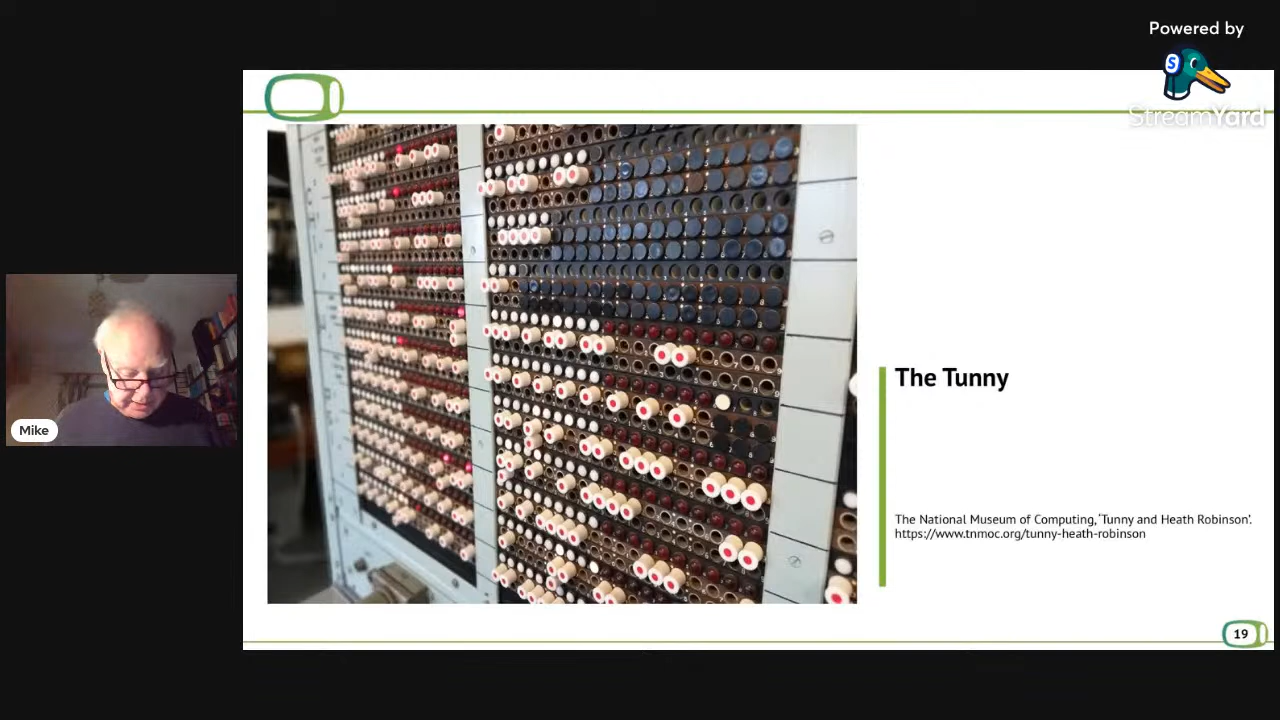 Powered by
S
StreamYard
The Tunny
Mike
The National Museum of Computing, ‘Tunny and Heath Robinson’.
https://www.tnmoc.org/tunny-heath-robinson
19